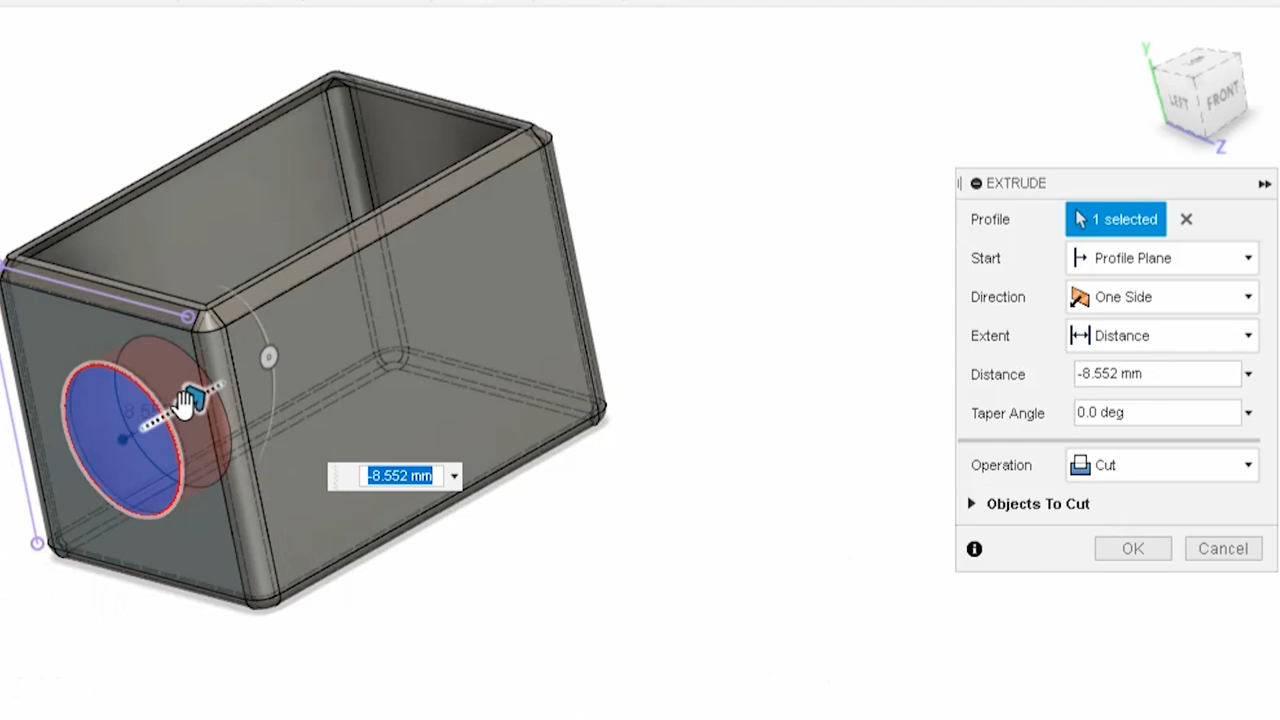 Y
LEFT
FRONT
Z
EXTRUDE
Profile
1 selected
Start
Profile Plane
Direction
One Side
Extent
Distance
Distance
-8.552 mm
Taper Angle
0.0 deg
Operation
Cut
Objects To Cut
OK
Cancel
-8.552 mm